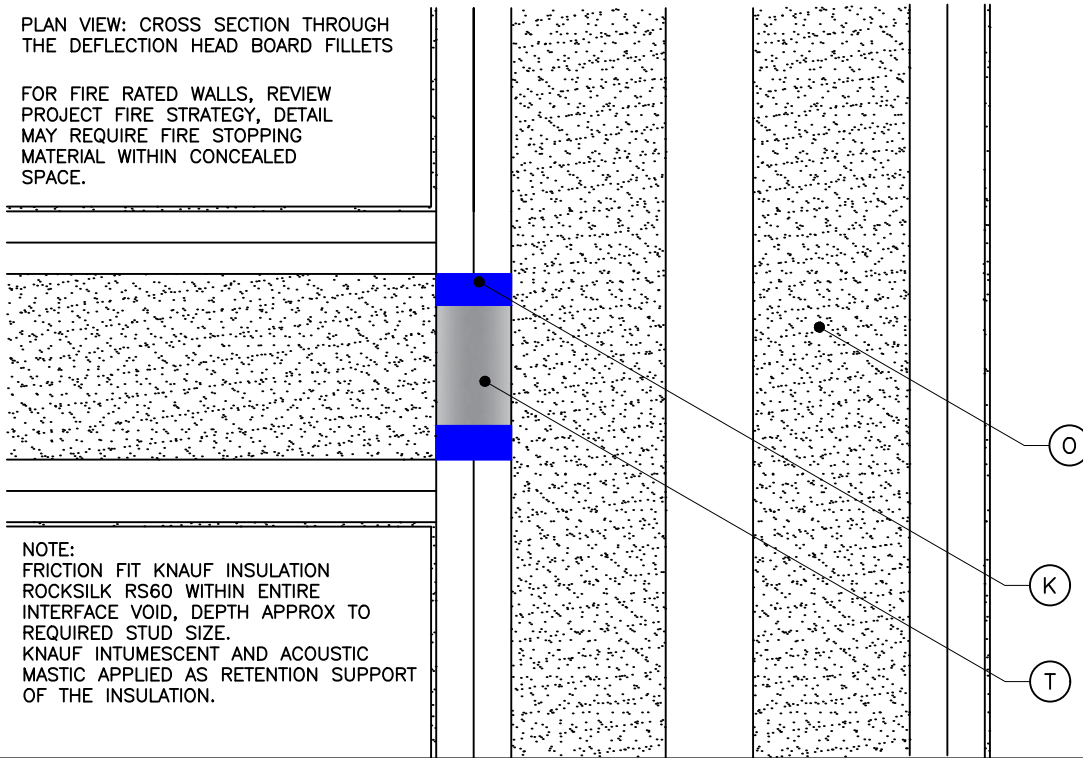 PLAN VIEW: CROSS SECTION THROUGH
THE DEFLECTION HEAD BOARD FILLETS
FOR FIRE RATED WALLS, REVIEW
PROJECT FIRE STRATEGY, DETAIL
MAY REQUIRE FIRE STOPPING
MATERIAL WITHIN CONCEALED
SPACE.
O
K
T
NOTE:
FRICTION FIT KNAUF INSULATION
ROCKSILK RS60 WITHIN ENTIRE
INTERFACE VOID, DEPTH APPROX TO
REQUIRED STUD SIZE.
KNAUF INTUMESCENT AND ACOUSTIC
MASTIC APPLIED AS RETENTION SUPPORT
OF THE INSULATION.